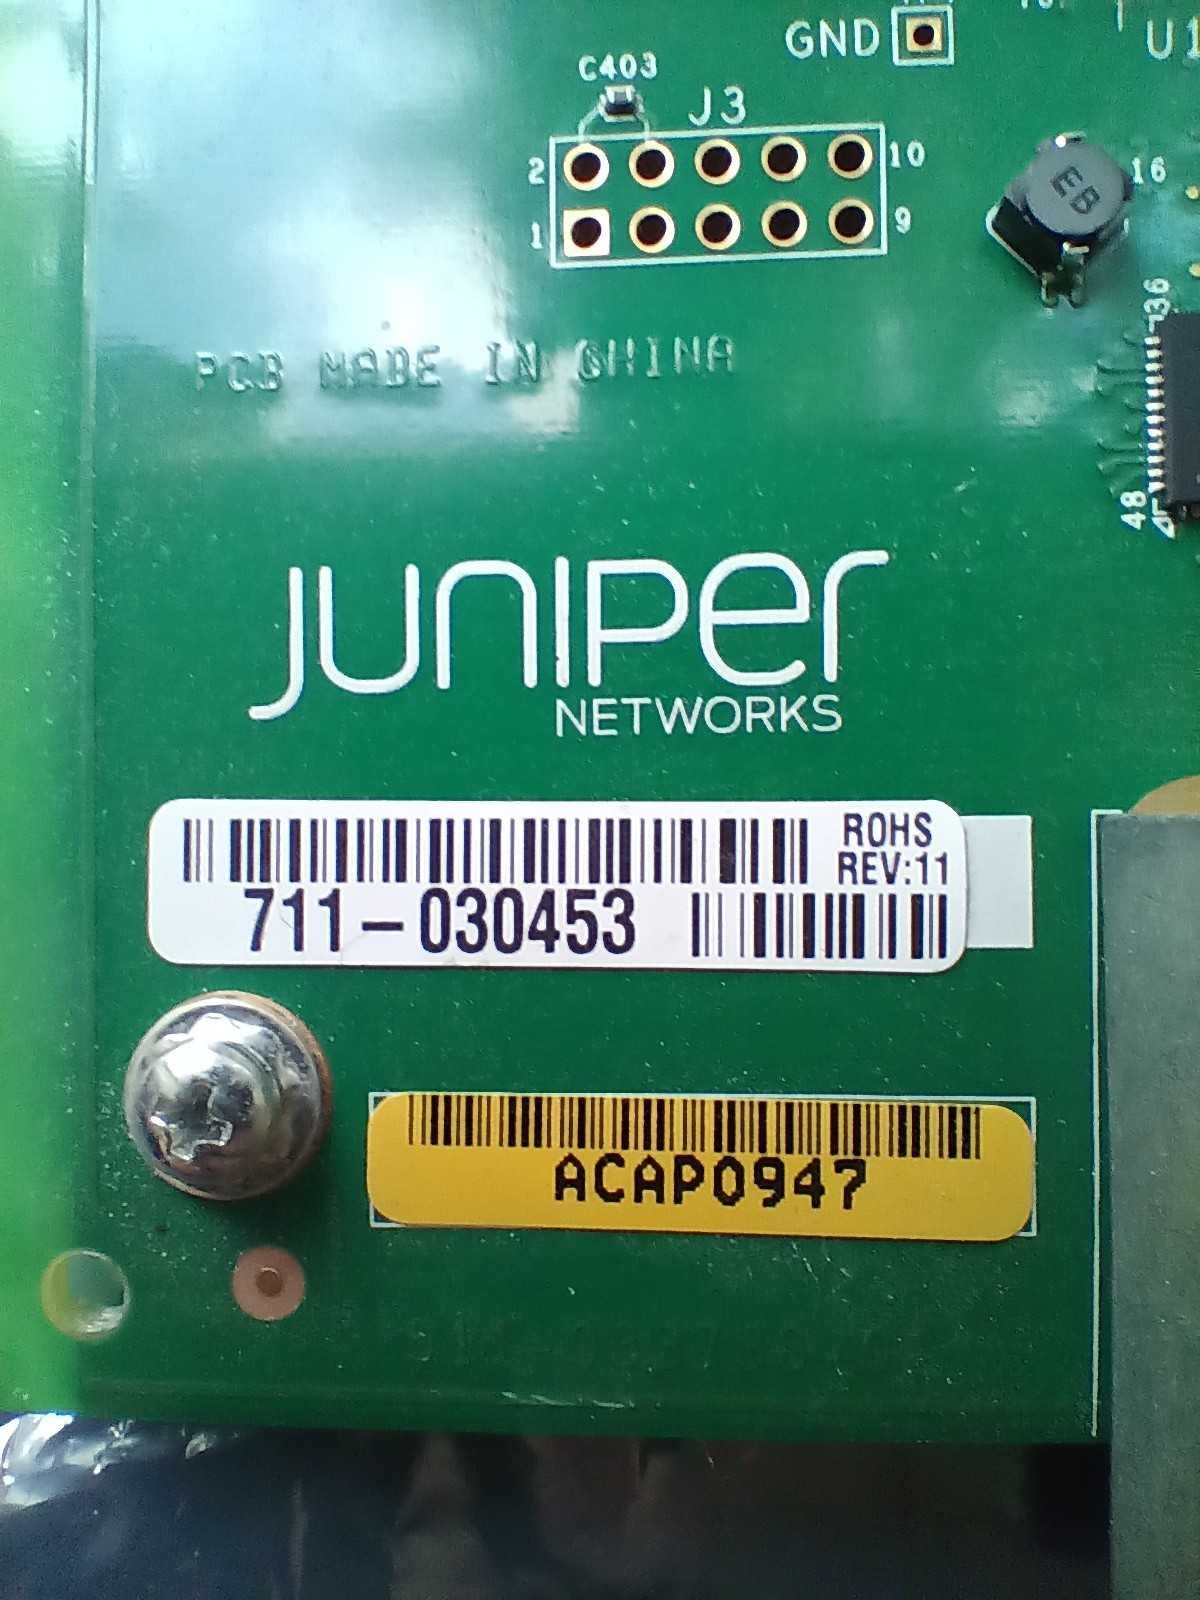 GND
U1
C403
J3
2
10
1
9
EB
16
36
PCB MADE IN CHINA
48
JUNIPER
NETWORKS
ROHS
REV:11
711-030453
ACAP0947